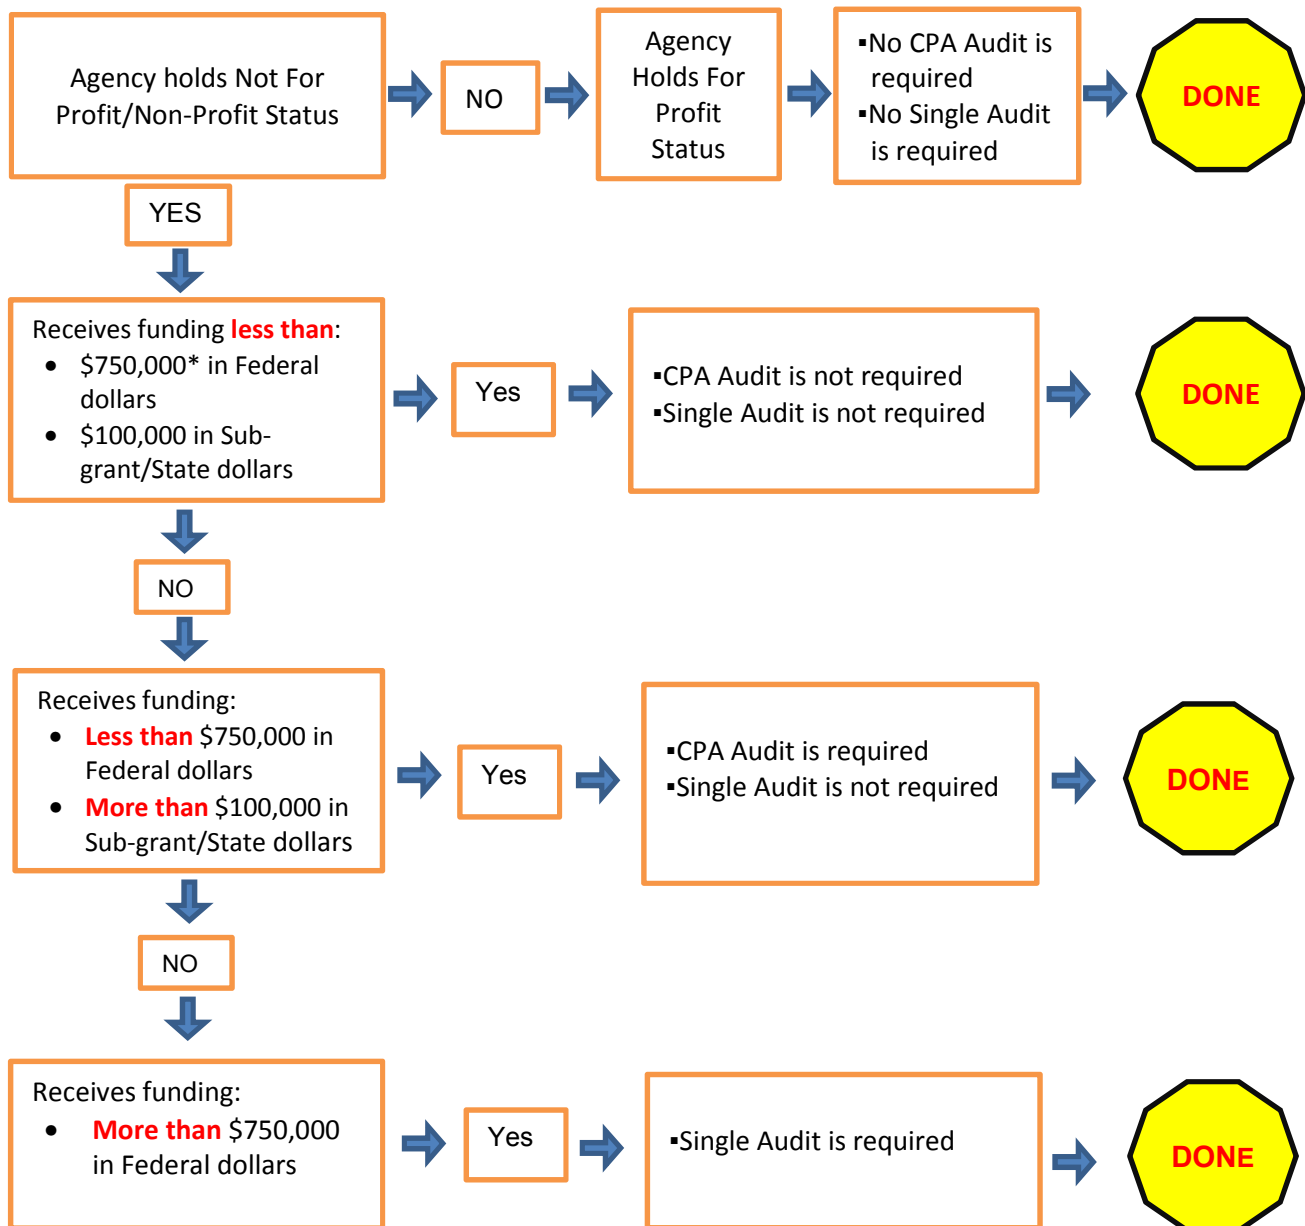 Agency holds Not For
Profit/Non-Profit Status
NO
Agency
Holds For
Profit
Status
▪No CPA Audit is
required
▪No Single Audit
is required
DONE
YES
Receives funding less than:
• $750,000* in Federal
dollars
• $100,000 in Sub-
grant/State dollars
Yes
▪CPA Audit is not required
▪Single Audit is not required
DONE
NO
Receives funding:
• Less than $750,000 in
Federal dollars
• More than $100,000 in
Sub-grant/State dollars
Yes
▪CPA Audit is required
▪Single Audit is not required
DONE
NO
Receives funding:
• More than $750,000
in Federal dollars
Yes
▪Single Audit is required
DONE